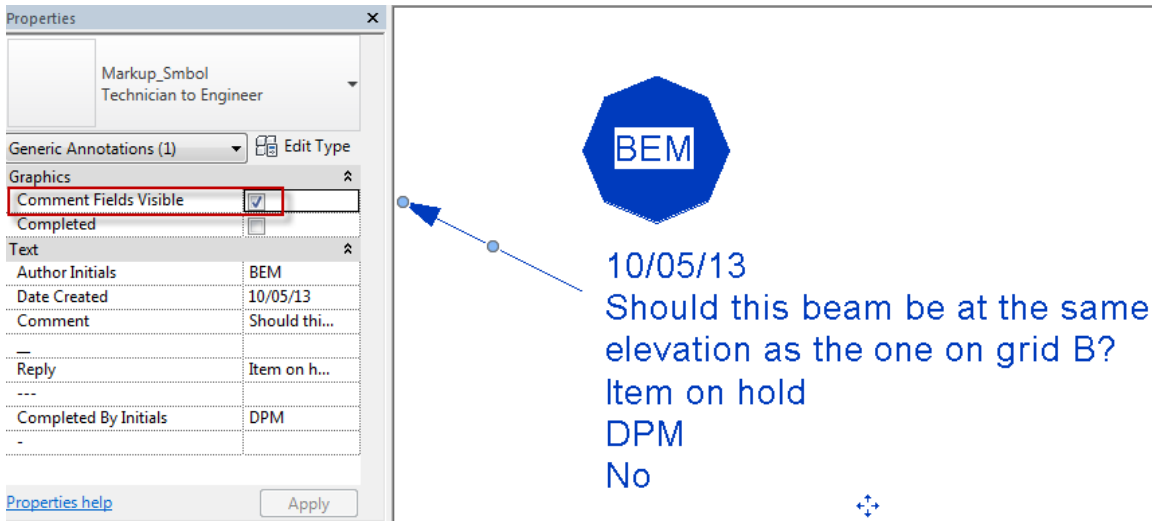 Properties
Markup_Smbol
Technician to Engineer
Generic Annotations (1)
Edit Type
Graphics
Comment Fields Visible
Completed
Text
Author Initials BEM
Date Created 10/05/13
Comment Should thi...
__
Reply Item on h...
---
Completed By Initials DPM
-
Properties help
Apply
BEM
10/05/13
Should this beam be at the same
elevation as the one on grid B?
Item on hold
DPM
No